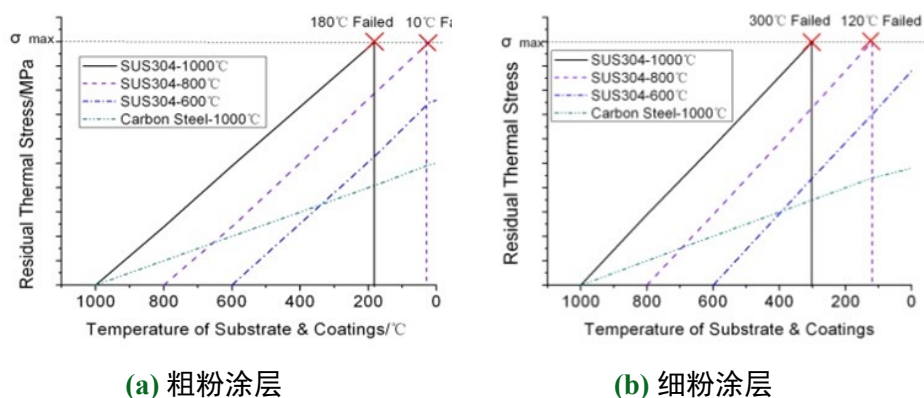 180℃ Failed 10℃ Fa
σ max
SUS304-1000℃
SUS304-800℃
SUS304-600℃
Carbon Steel-1000℃
Residual Thermal Stress/MPa
1000 800 600 400 200 0
Temperature of Substrate & Coatings/℃
(a) 粗粉涂层
300℃ Failed 120℃ Failed
σ max
SUS304-1000℃
SUS304-800℃
SUS304-600℃
Carbon Steel-1000℃
Residual Thermal Stress
1000 800 600 400 200 0
Temperature of Substrate & Coatings
(b) 细粉涂层